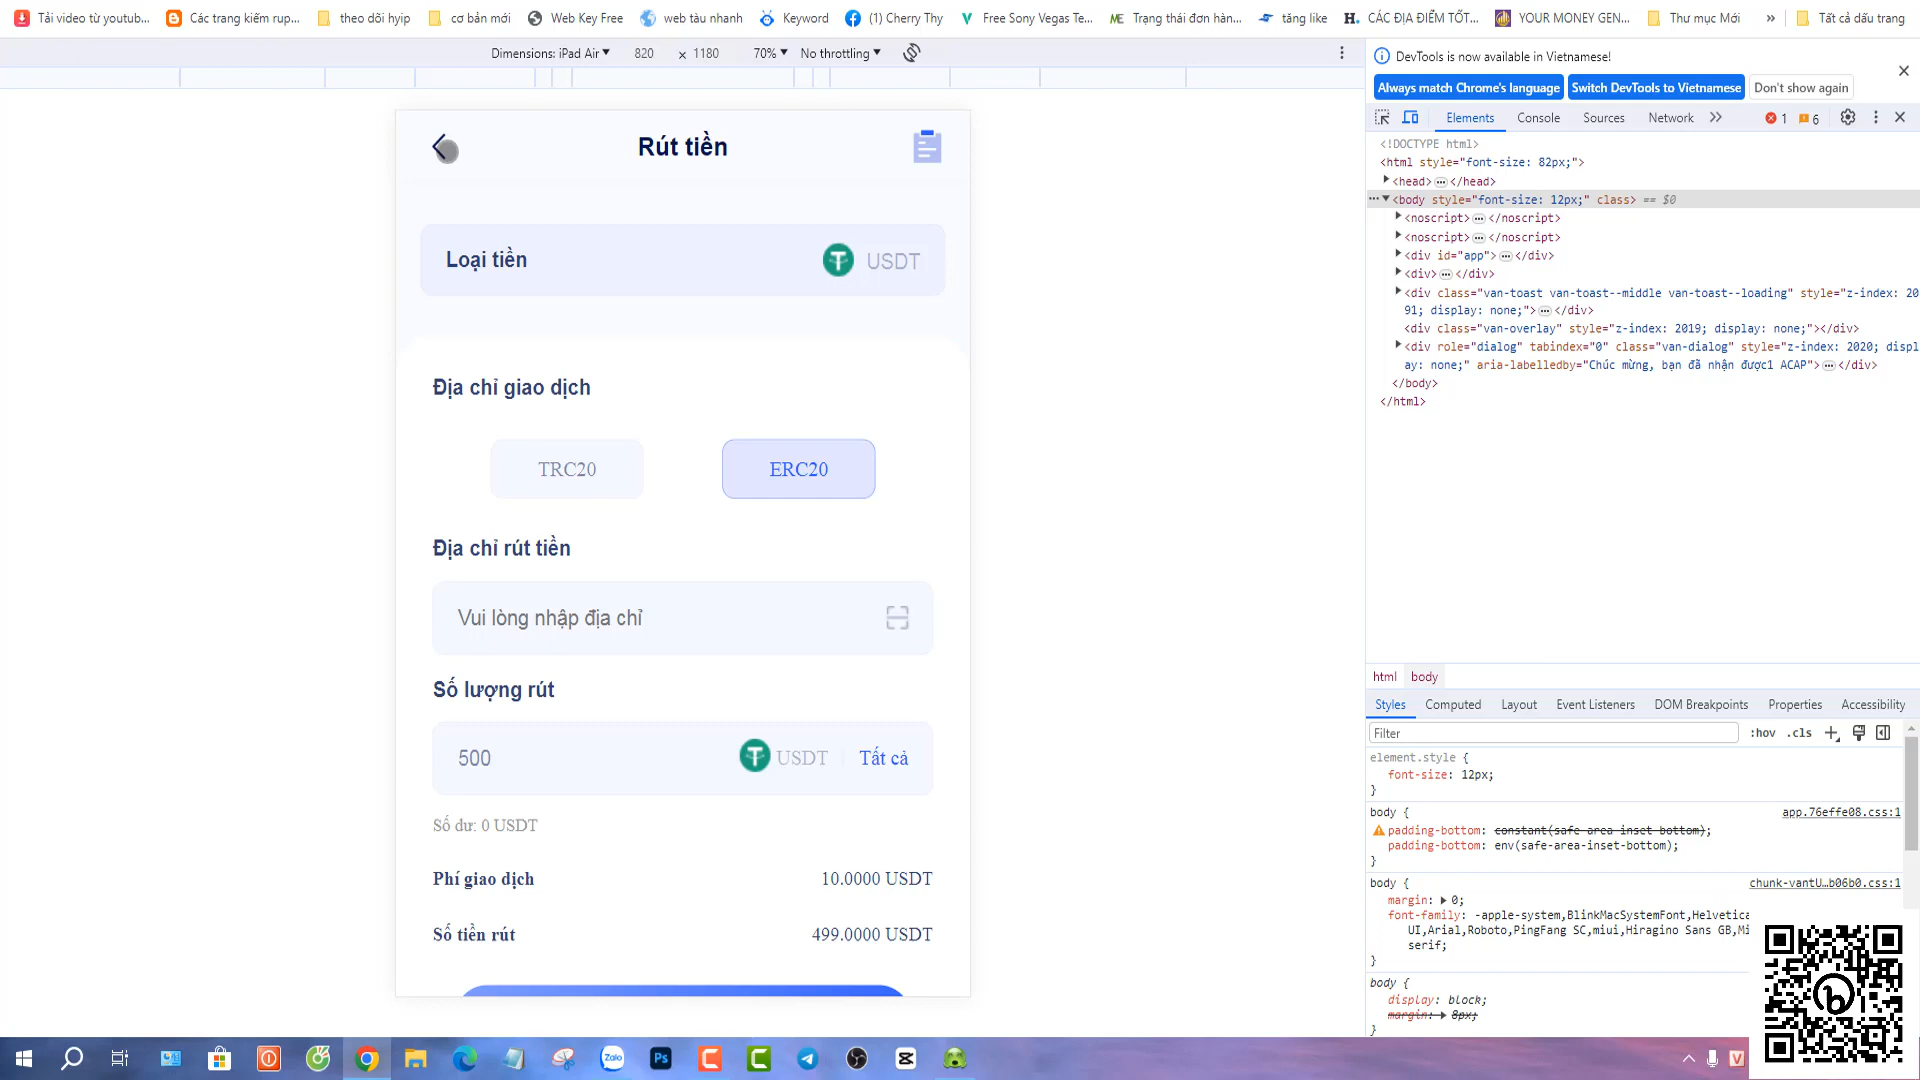 Tải video từ youtub...
Các trang kiếm rup...
theo dõi hyip
cơ bản mới
Web Key Free
web tàu nhanh
Keyword
(1) Cherry Thy
Free Sony Vegas Te...
ME Trạng thái đơn hàn...
tăng like
H. CÁC ĐỊA ĐIỂM TỐT...
YOUR MONEY GEN...
Thư mục Mới
»
Tất cả dấu trang
Dimensions: iPad Air
820 × 1180
70%
No throttling
DevTools is now available in Vietnamese!
Always match Chrome's language
Switch DevTools to Vietnamese
Don't show again
Elements Console Sources Network » 1 6
<!DOCTYPE html>
<html style="font-size: 82px;">
<head>…</head>
<body style="font-size: 12px;" class> == $0
<noscript>…</noscript>
<noscript>…</noscript>
<div id="app">…</div>
<div>…</div>
<div class="van-toast van-toast--middle van-toast--loading" style="z-index: 20
91; display: none;">…</div>
<div class="van-overlay" style="z-index: 2019; display: none;"></div>
<div role="dialog" tabindex="0" class="van-dialog" style="z-index: 2020; displ
ay: none;" aria-labelledby="Chúc mừng, bạn đã nhận được1 ACAP">…</div>
</body>
</html>
Rút tiền
Loại tiền
USDT
Địa chỉ giao dịch
TRC20
ERC20
Địa chỉ rút tiền
Vui lòng nhập địa chỉ
Số lượng rút
500
USDT
Tất cả
Số dư: 0 USDT
Phí giao dịch
10.0000 USDT
Số tiền rút
499.0000 USDT
html body
Styles Computed Layout Event Listeners DOM Breakpoints Properties Accessibility
Filter
:hov .cls
element.style {
font-size: 12px;
}
body {
app.76effe08.css:1
padding-bottom: constant(safe-area-inset-bottom);
padding-bottom: env(safe-area-inset-bottom);
}
body {
chunk-vantU…b06b0.css:1
margin: 0;
font-family: -apple-system,BlinkMacSystemFont,Helvetica
UI,Arial,Roboto,PingFang SC,miui,Hiragino Sans GB,Mi
serif;
}
body {
display: block;
margin: 8px;
}
Zalo
Ps
V
b